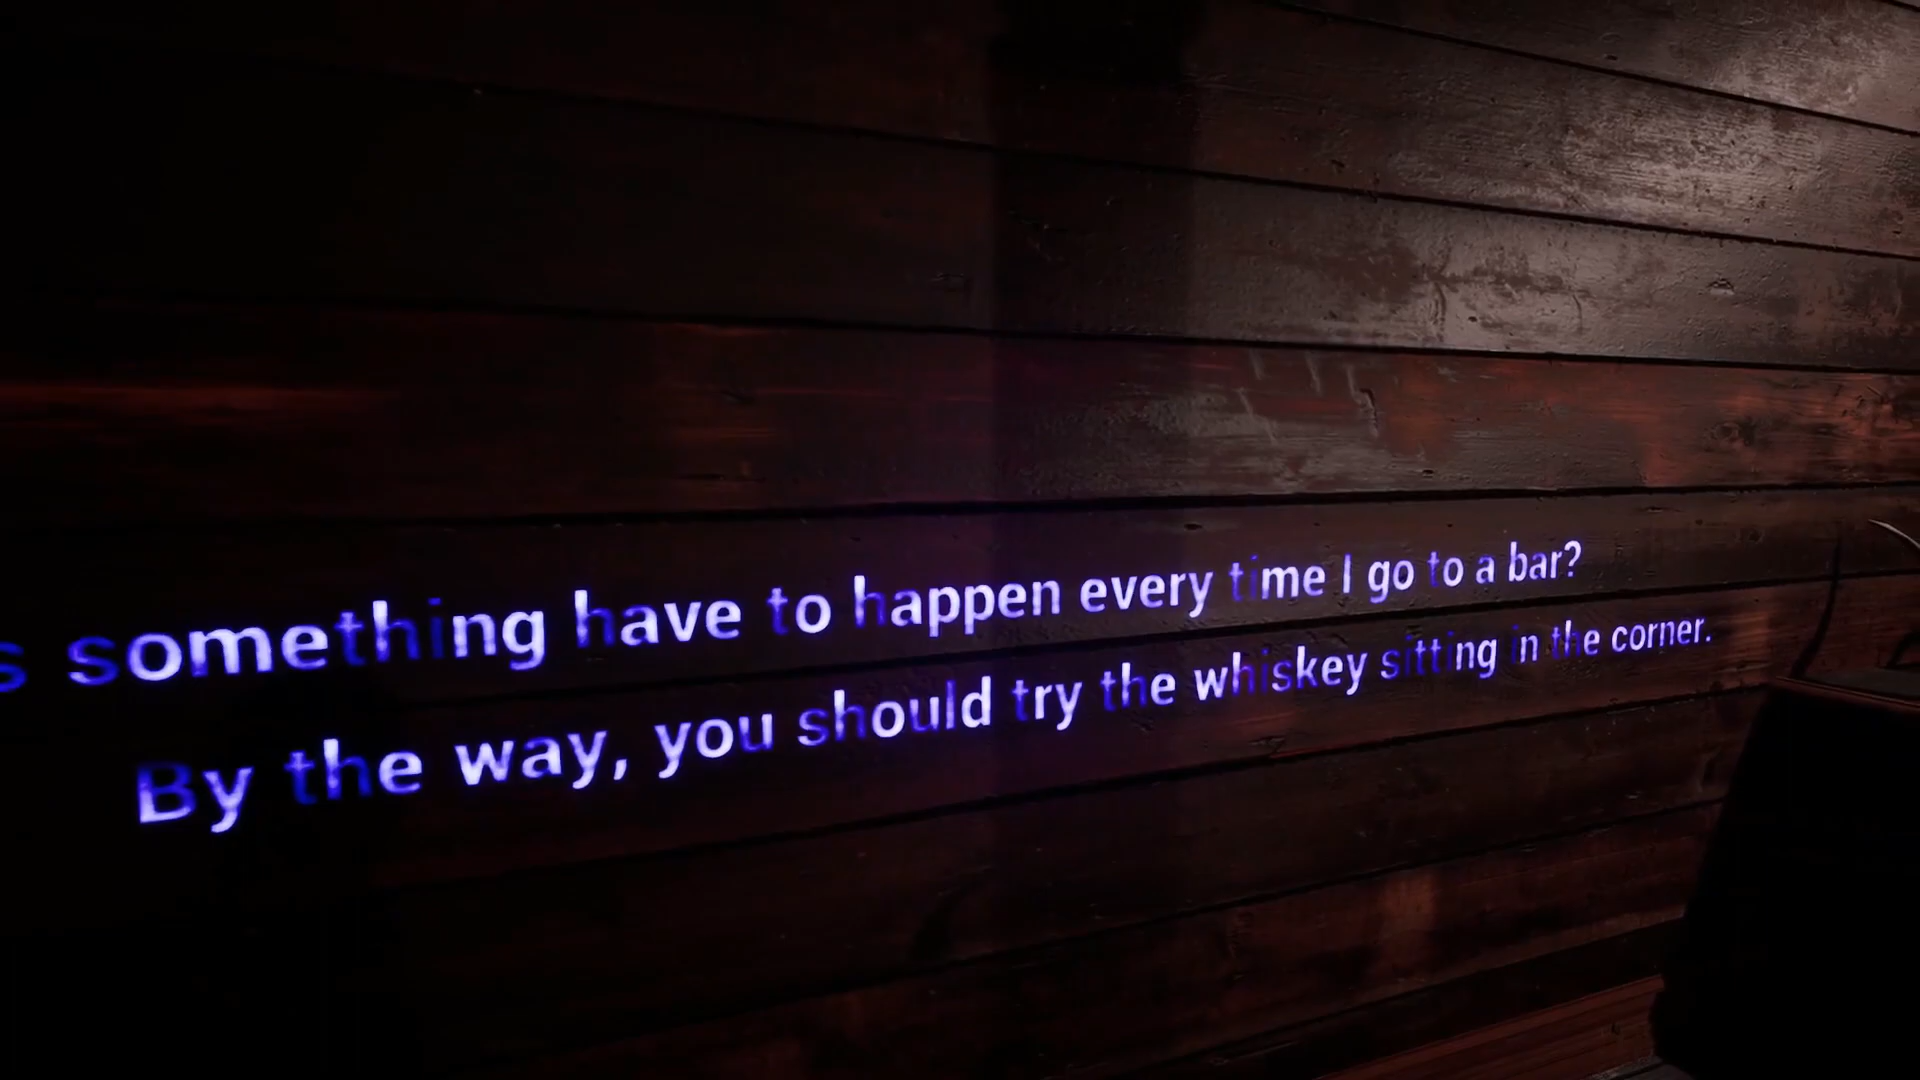 s something have to happen every time I go to a bar?
By the way, you should try the whiskey sitting in the corner.